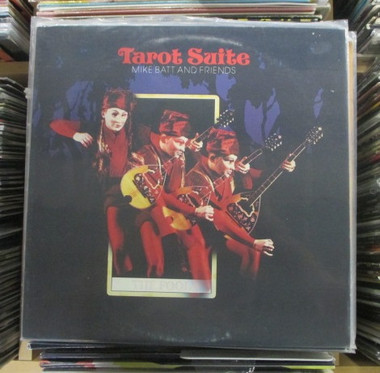 Tarot Suite
MIKE BATT AND FRIENDS
THE FOOL